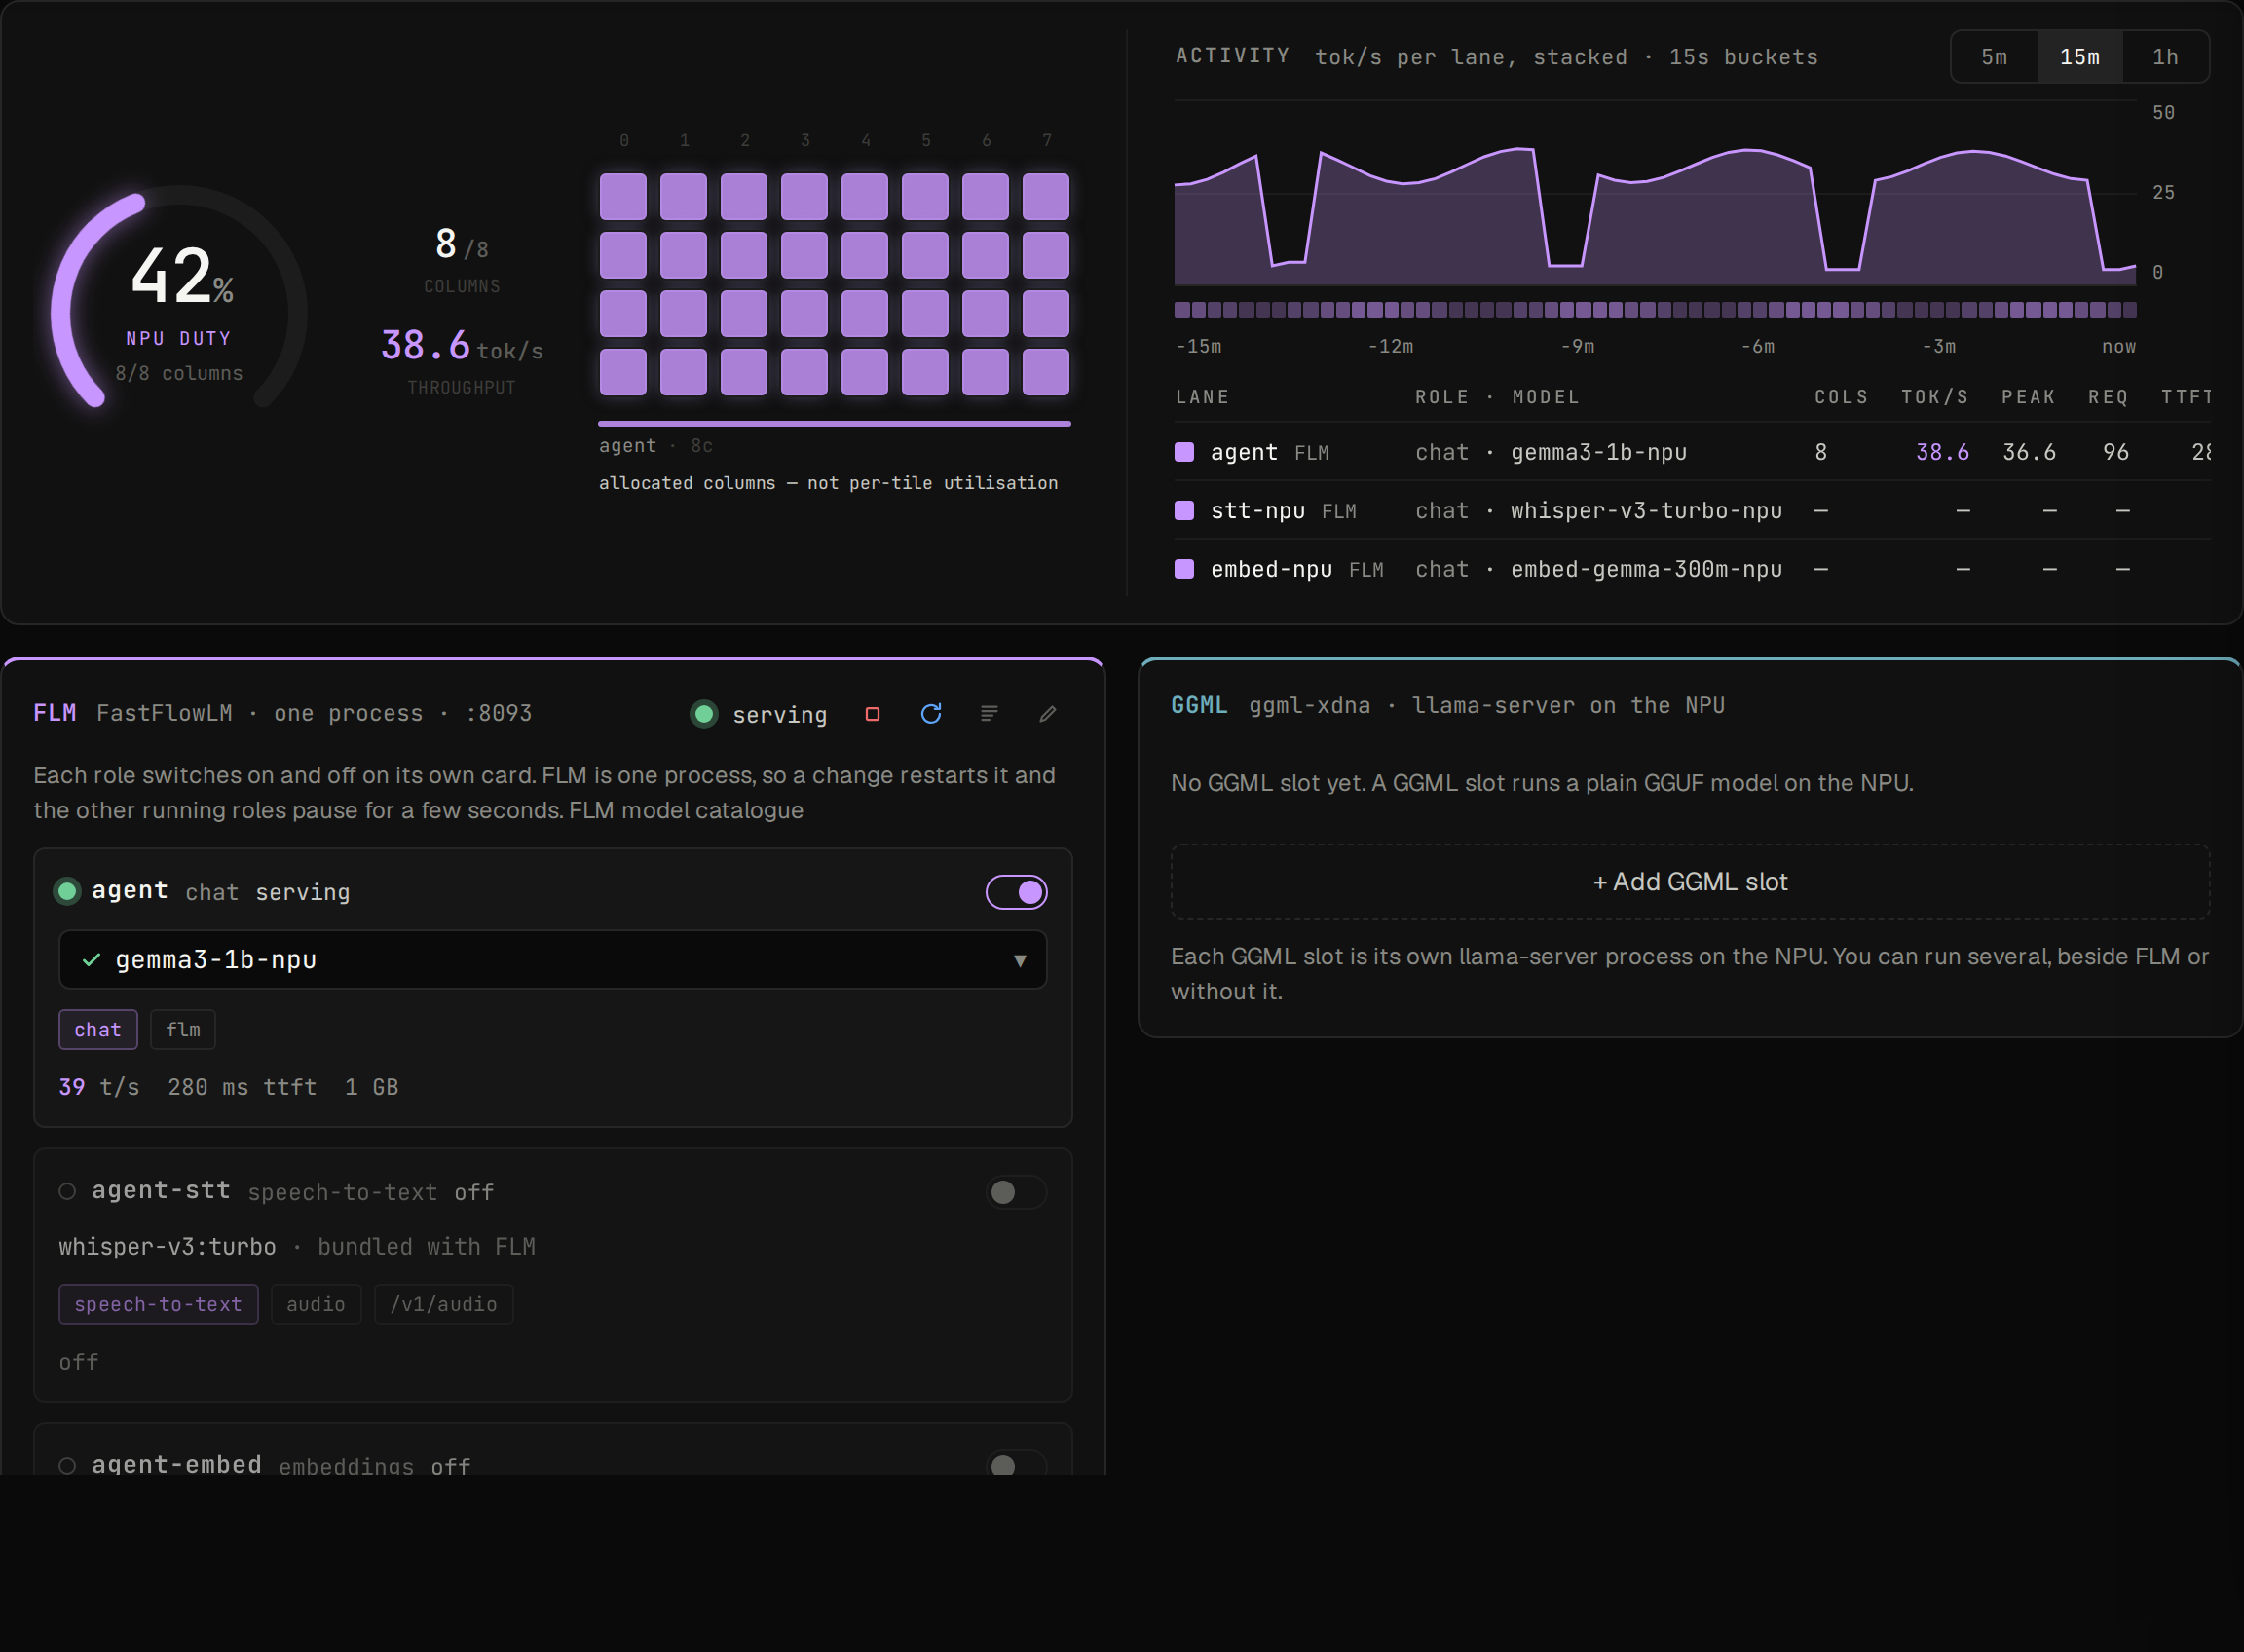 42%
NPU DUTY
8/8 columns
8/8
COLUMNS
38.6 tok/s
THROUGHPUT
0 1 2 3 4 5 6 7
agent · 8c
allocated columns — not per-tile utilisation
ACTIVITY tok/s per lane, stacked · 15s buckets
5m 15m 1h
50
25
0
-15m -12m -9m -6m -3m now
LANE ROLE · MODEL COLS TOK/S PEAK REQ TTFT
agent FLM chat · gemma3-1b-npu 8 38.6 36.6 96
stt-npu FLM chat · whisper-v3-turbo-npu — — — —
embed-npu FLM chat · embed-gemma-300m-npu — — — —
FLM FastFlowLM · one process · :8093 serving
Each role switches on and off on its own card. FLM is one process, so a change restarts it and
the other running roles pause for a few seconds. FLM model catalogue
agent chat serving
gemma3-1b-npu
chat flm
39 t/s 280 ms ttft 1 GB
agent-stt speech-to-text off
whisper-v3:turbo · bundled with FLM
speech-to-text audio /v1/audio
off
agent-embed embeddings off
GGML ggml-xdna · llama-server on the NPU
No GGML slot yet. A GGML slot runs a plain GGUF model on the NPU.
+ Add GGML slot
Each GGML slot is its own llama-server process on the NPU. You can run several, beside FLM or
without it.